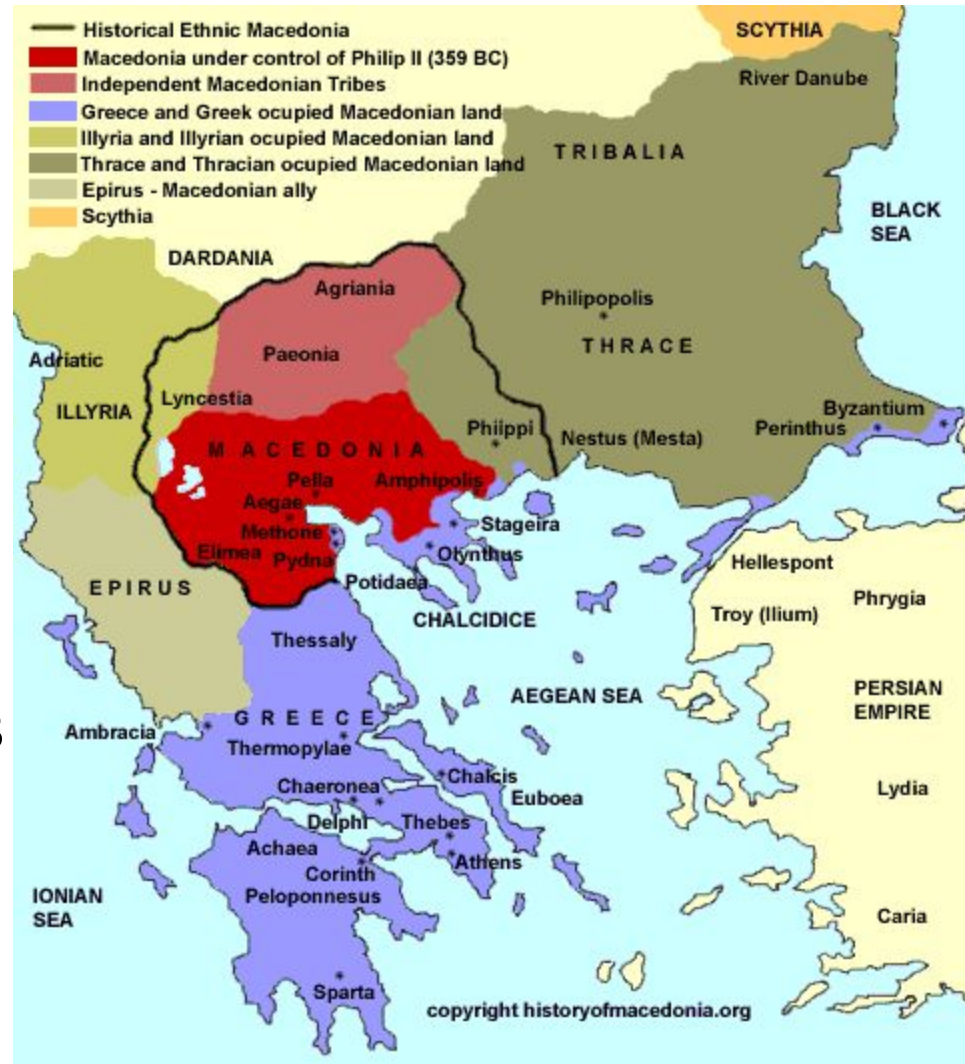 Historical Ethnic Macedonia
Macedonia under control of Philip II (359 BC)
Independent Macedonian Tribes
Greece and Greek ocupied Macedonian land
Illyria and Illyrian ocupied Macedonian land
Thrace and Thracian ocupied Macedonian land
Epirus - Macedonian ally
Scythia
SCYTHIA
River Danube
TRIBALIA
BLACK
SEA
DARDANIA
Agriania
Philipopolis
THRACE
Adriatic
Paeonia
ILLYRIA
Lyncestia
Byzantium
Perinthus
Phiippi
Nestus (Mesta)
MACEDONIA
Pella
Amphipolis
Aegae
Methone
Stageira
Elimea
Pydna
Olynthus
Potidaea
Hellespont
EPIRUS
CHALCIDICE
Troy (Ilium)
Phrygia
Thessaly
AEGEAN SEA
PERSIAN
EMPIRE
Ambracia
GREECE
Thermopylae
Chaeronea
Chalcis
Euboea
Lydia
Delphi
Thebes
Achaea
Athens
Corinth
Peloponnesus
IONIAN
SEA
Caria
Sparta
copyright historyofmacedonia.org